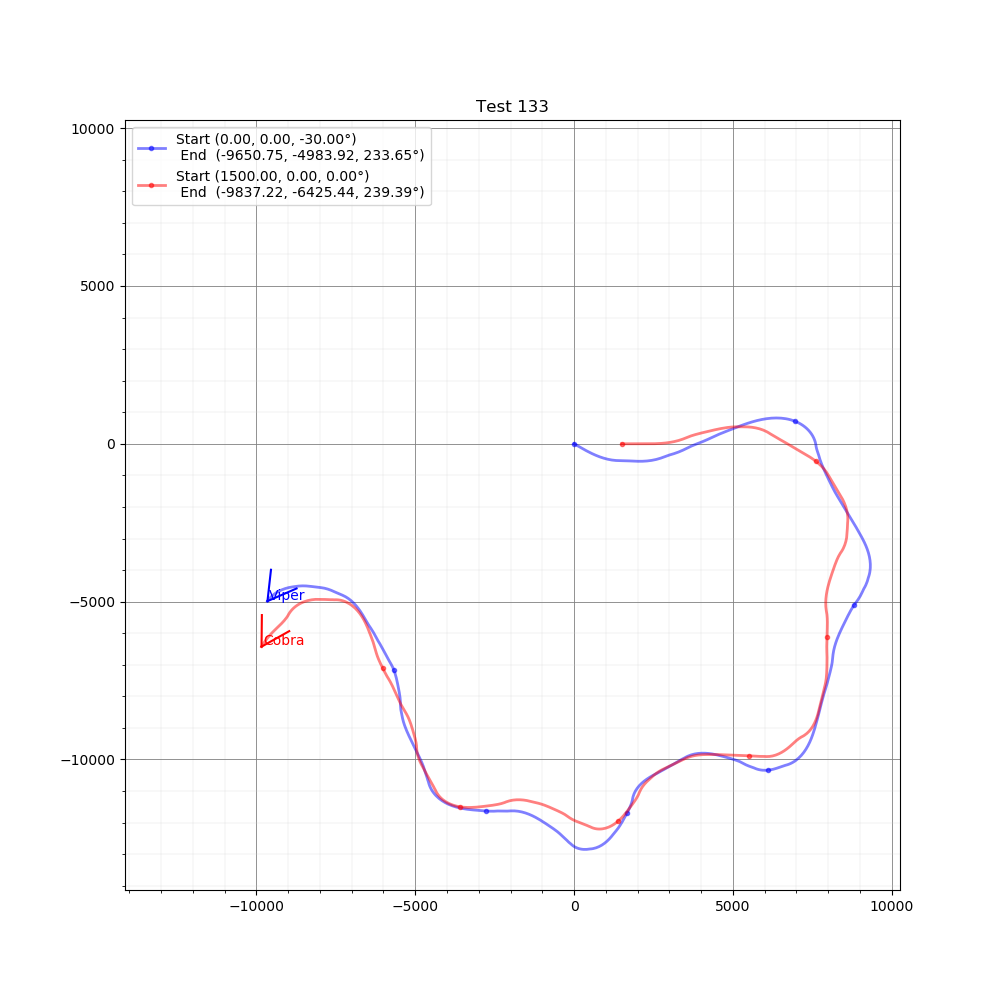 Test 133
Start (0.00, 0.00, -30.00°)
End  (-9650.75, -4983.92, 233.65°)
Start (1500.00, 0.00, 0.00°)
End  (-9837.22, -6425.44, 239.39°)
10000
5000
0
−5000
−10000
Viper
Cobra
−10000
−5000
0
5000
10000